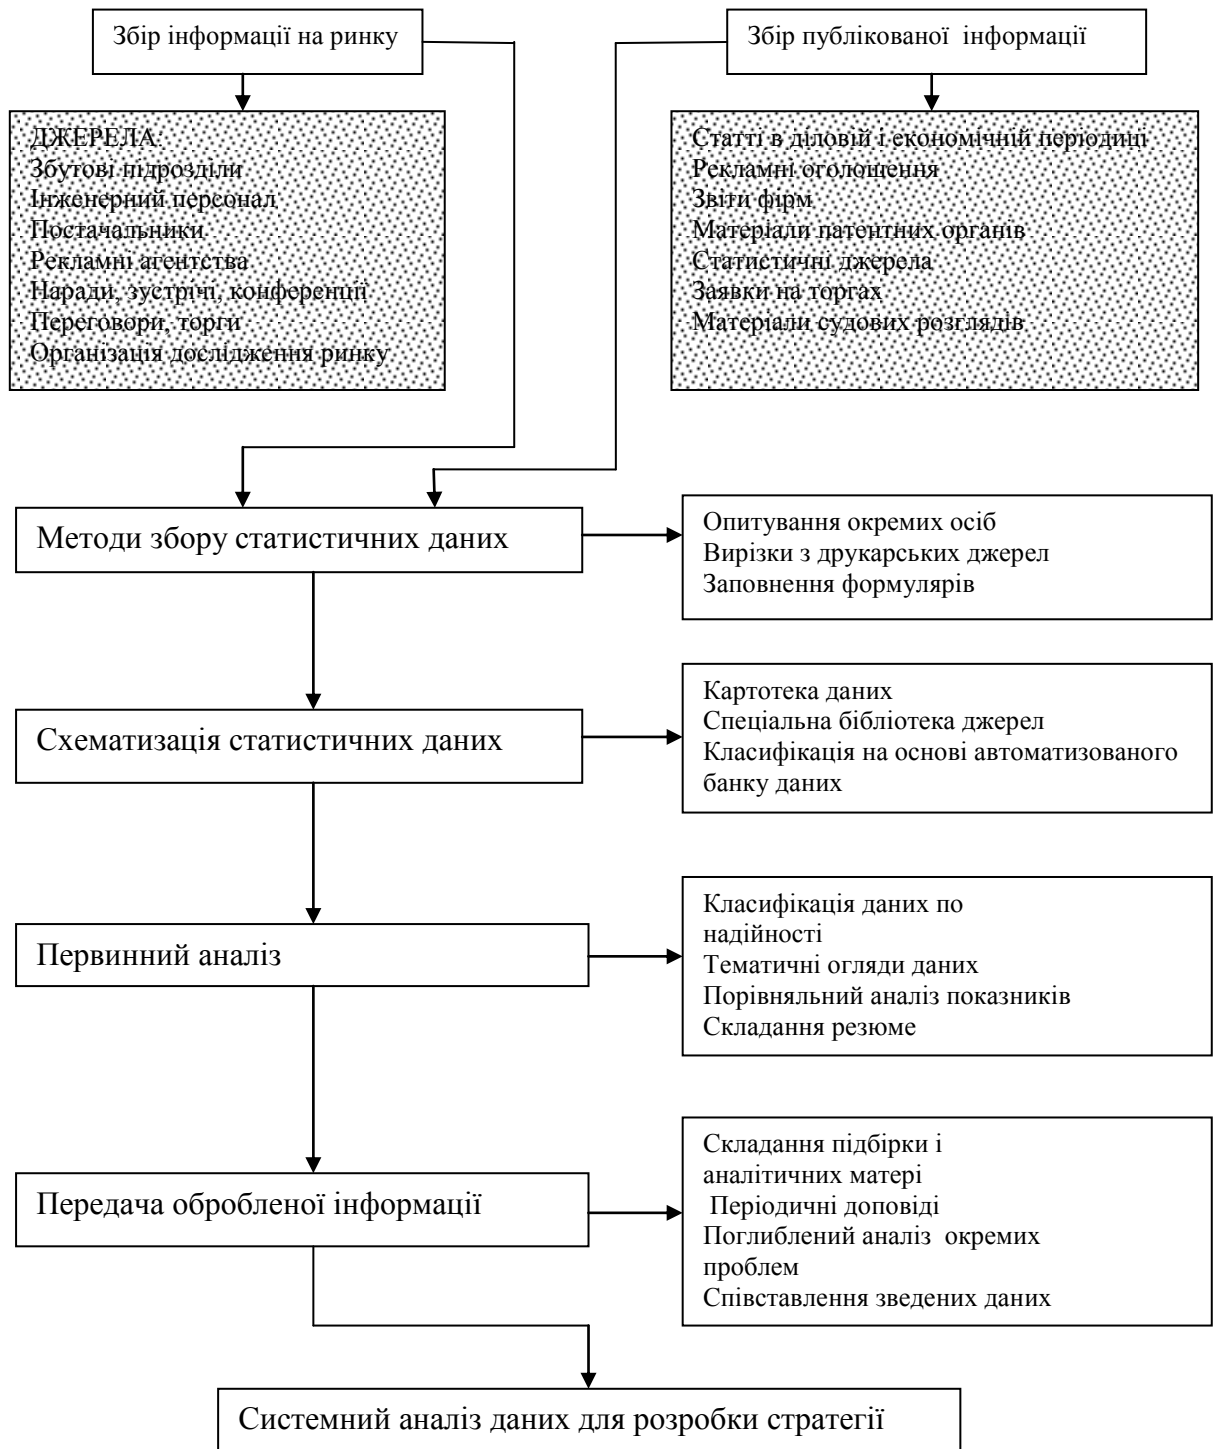 Збір інформації на ринку
Збір публікованої інформації
ДЖЕРЕЛА:
Збутові підрозділи
Інженерний персонал
Постачальники
Рекламні агентства
Наради, зустрічі, конференції
Переговори, торги
Організація дослідження ринку
Статті в діловій і економічній періодиці
Рекламні оголошення
Звіти фірм
Матеріали патентних органів
Статистичні джерела
Заявки на торгах
Матеріали судових розглядів
Методи збору статистичних даних
Опитування окремих осіб
Вирізки з друкарських джерел
Заповнення формулярів
Схематизація статистичних даних
Картотека даних
Спеціальна бібліотека джерел
Класифікація на основі автоматизованого
банку даних
Первинний аналіз
Класифікація даних по
надійності
Тематичні огляди даних
Порівняльний аналіз показників
Складання резюме
Передача обробленої інформації
Складання підбірки і
аналітичних матері
Періодичні доповіді
Поглиблений аналіз окремих
проблем
Співставлення зведених даних
Системний аналіз даних для розробки стратегії